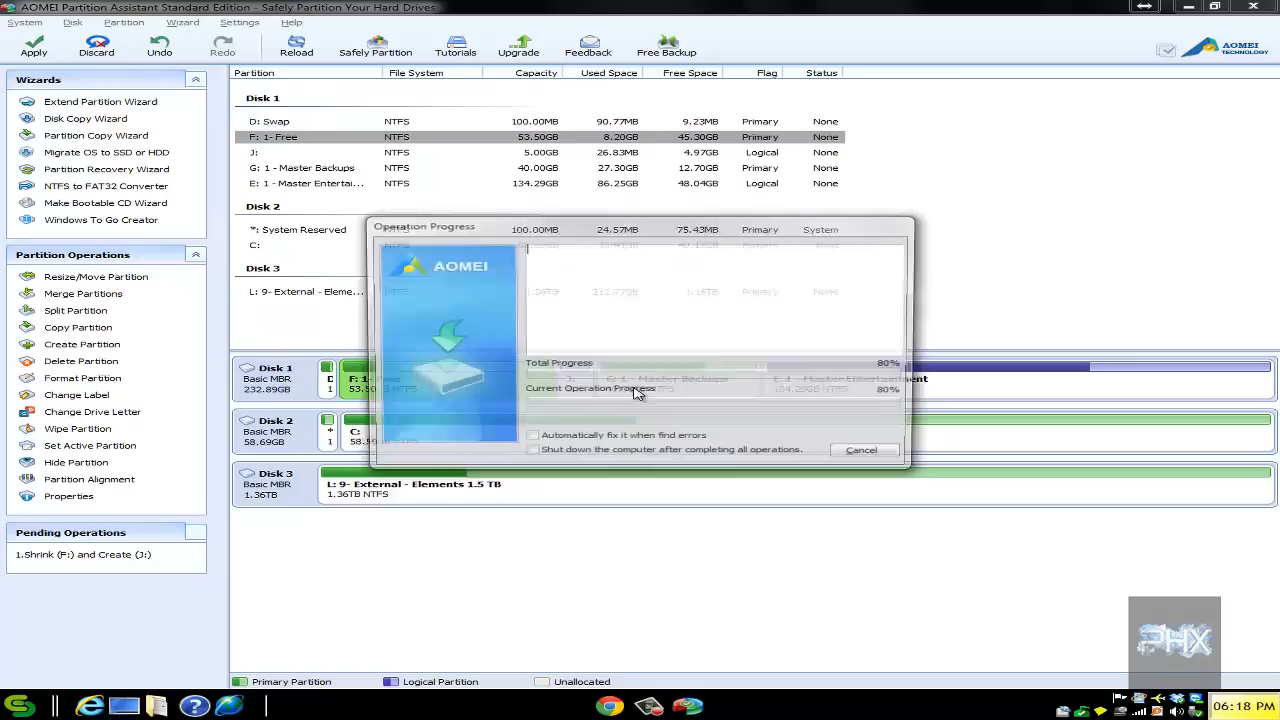 AOMEI Partition Assistant Standard Edition - Safely Partition Your Hard Drives
System Disk Partition Wizard Settings Help
Apply Discard Undo Redo Reload Safely Partition Tutorials Upgrade Feedback Free Backup
AOMEI
TECHNOLOGY
Wizards
Extend Partition Wizard
Disk Copy Wizard
Partition Copy Wizard
Migrate OS to SSD or HDD
Partition Recovery Wizard
NTFS to FAT32 Converter
Make Bootable CD Wizard
Windows To Go Creator
Partition Operations
Resize/Move Partition
Merge Partitions
Split Partition
Copy Partition
Create Partition
Delete Partition
Format Partition
Change Label
Change Drive Letter
Wipe Partition
Set Active Partition
Hide Partition
Partition Alignment
Properties
Pending Operations
1.Shrink (F:) and Create (J:)
Partition File System Capacity Used Space Free Space Flag Status
Disk 1
D: Swap NTFS 100.00MB 90.77MB 9.23MB Primary None
F: 1- Free NTFS 53.50GB 8.20GB 45.30GB Primary None
J: NTFS 5.00GB 26.83MB 4.97GB Logical None
G: 1 - Master Backups NTFS 40.00GB 27.30GB 12.70GB Primary None
E: 1 - Master Entertai... NTFS 134.29GB 86.25GB 48.04GB Logical None
Disk 2
*: System Reserved 100.00MB 24.57MB 75.43MB Primary System
C:
Disk 3
L: 9- External - Eleme... Primary None
Operation Progress
AOMEI
Total Progress 80%
Current Operation Progress 80%
Automatically fix it when find errors
Shut down the computer after completing all operations.
Cancel
Disk 1
Basic MBR
232.89GB
Disk 2
Basic MBR
58.69GB
C:
Disk 3
Basic MBR
1.36TB
L: 9- External - Elements 1.5 TB
1.36TB NTFS
PHX
Primary Partition Logical Partition Unallocated
06:18 PM